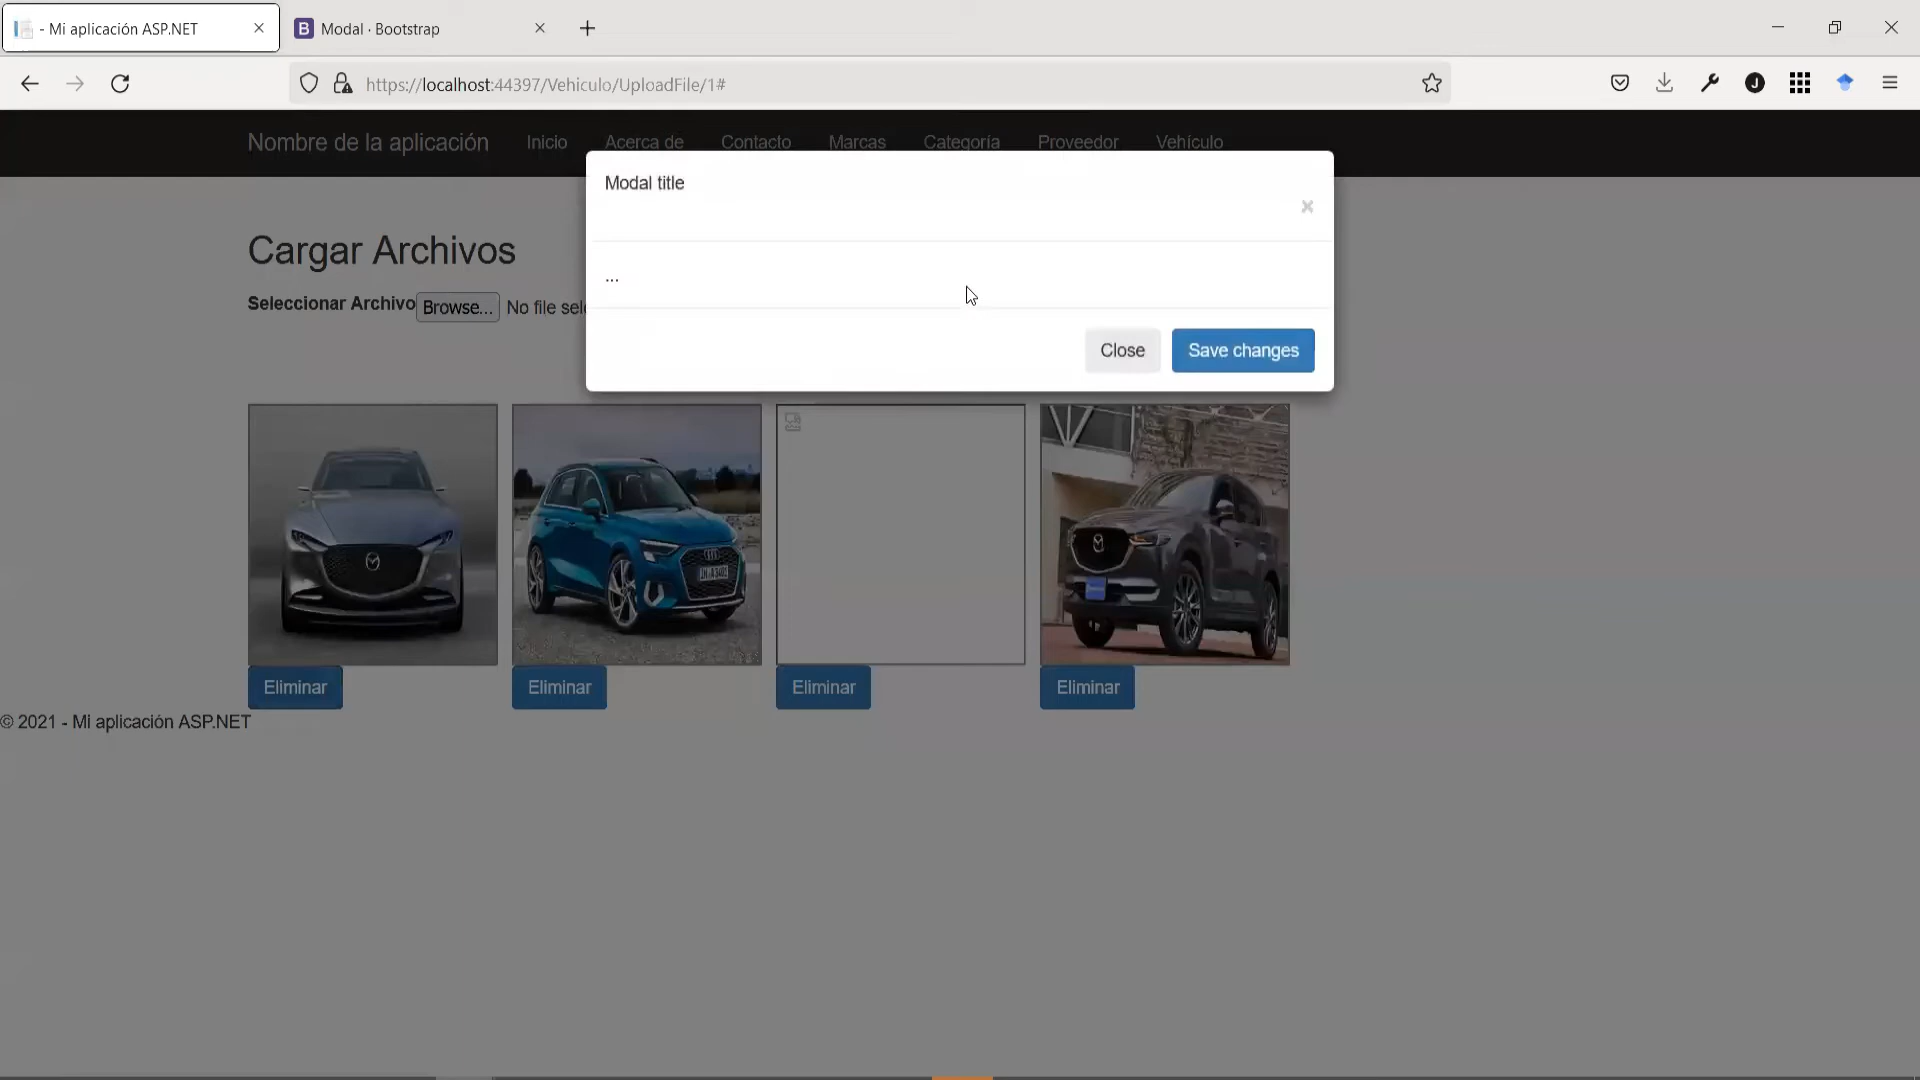 - Mi aplicación ASP.NET
B Modal · Bootstrap
https://localhost:44397/Vehiculo/UploadFile/1#
J
Nombre de la aplicación Inicio Acerca de Contacto Marcas Categoría Proveedor Vehículo
Modal title
×
Cargar Archivos
...
Seleccionar Archivo Browse... No file sele
Close Save changes
Eliminar Eliminar Eliminar Eliminar
© 2021 - Mi aplicación ASP.NET